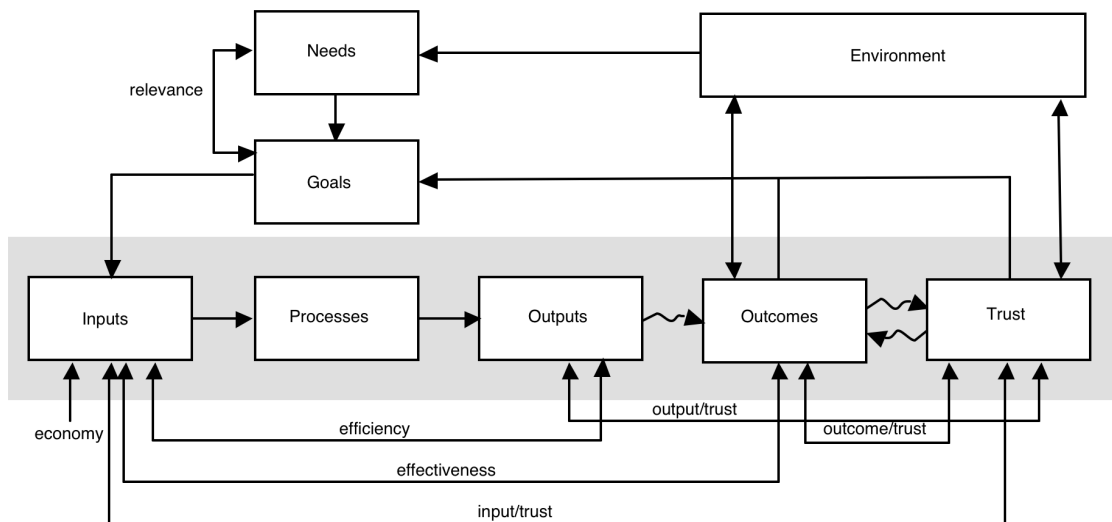 Needs
Environment
relevance
Goals
Inputs
Processes
Outputs
Outcomes
Trust
economy
efficiency
output/trust
outcome/trust
effectiveness
input/trust